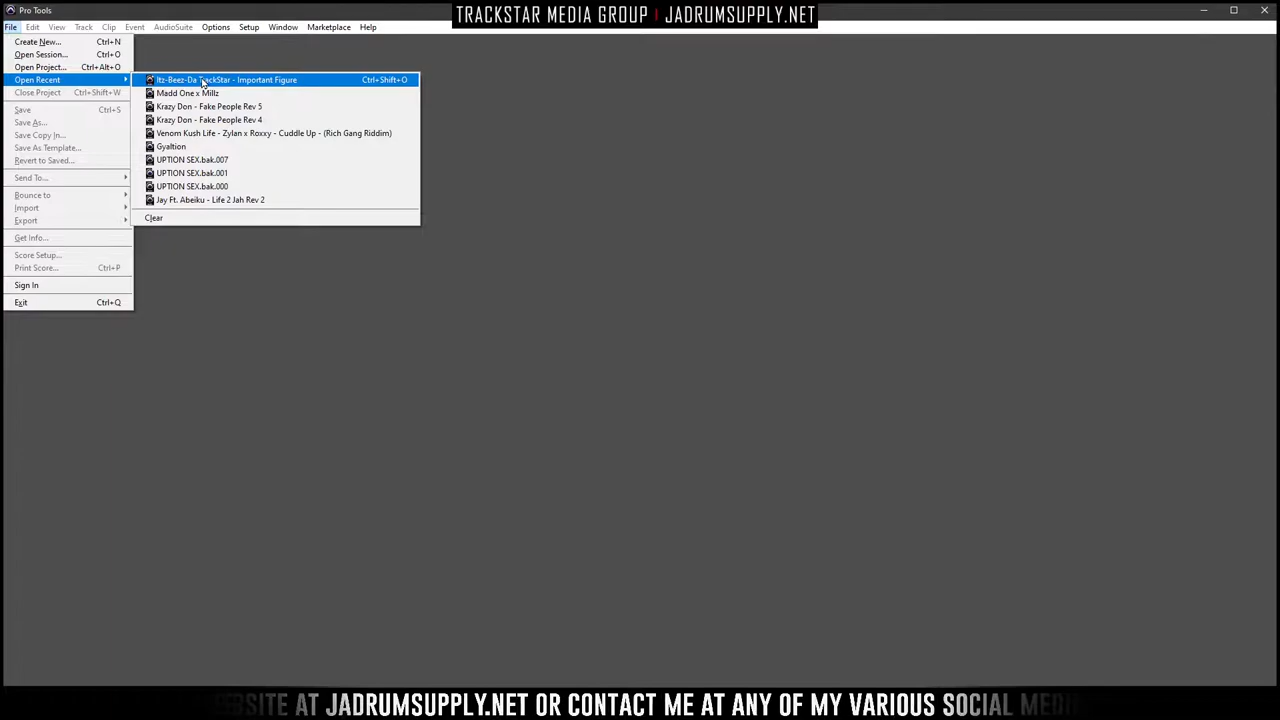 TRACKSTAR MEDIA GROUP | JADRUMSUPPLY.NET
Pro Tools
File Edit View Track Clip Event AudioSuite Options Setup Window Marketplace Help
Create New... Ctrl+N
Open Session... Ctrl+O
Open Project... Ctrl+Alt+O
Open Recent
Close Project Ctrl+Shift+W
Save Ctrl+S
Save As...
Save Copy In...
Save As Template...
Revert to Saved...
Send To...
Bounce to
Import
Export
Get Info...
Score Setup...
Print Score... Ctrl+P
Sign In
Exit Ctrl+Q
Itz-Beez-Da TrackStar - Important Figure Ctrl+Shift+O
Madd One x Millz
Krazy Don - Fake People Rev 5
Krazy Don - Fake People Rev 4
Venom Kush Life - Zylan x Roxxy - Cuddle Up - (Rich Gang Riddim)
Gyaltion
UPTION SEX.bak.007
UPTION SEX.bak.001
UPTION SEX.bak.000
Jay Ft. Abeiku - Life 2 Jah Rev 2
Clear
EBSITE AT JADRUMSUPPLY.NET OR CONTACT ME AT ANY OF MY VARIOUS SOCIAL MEDI